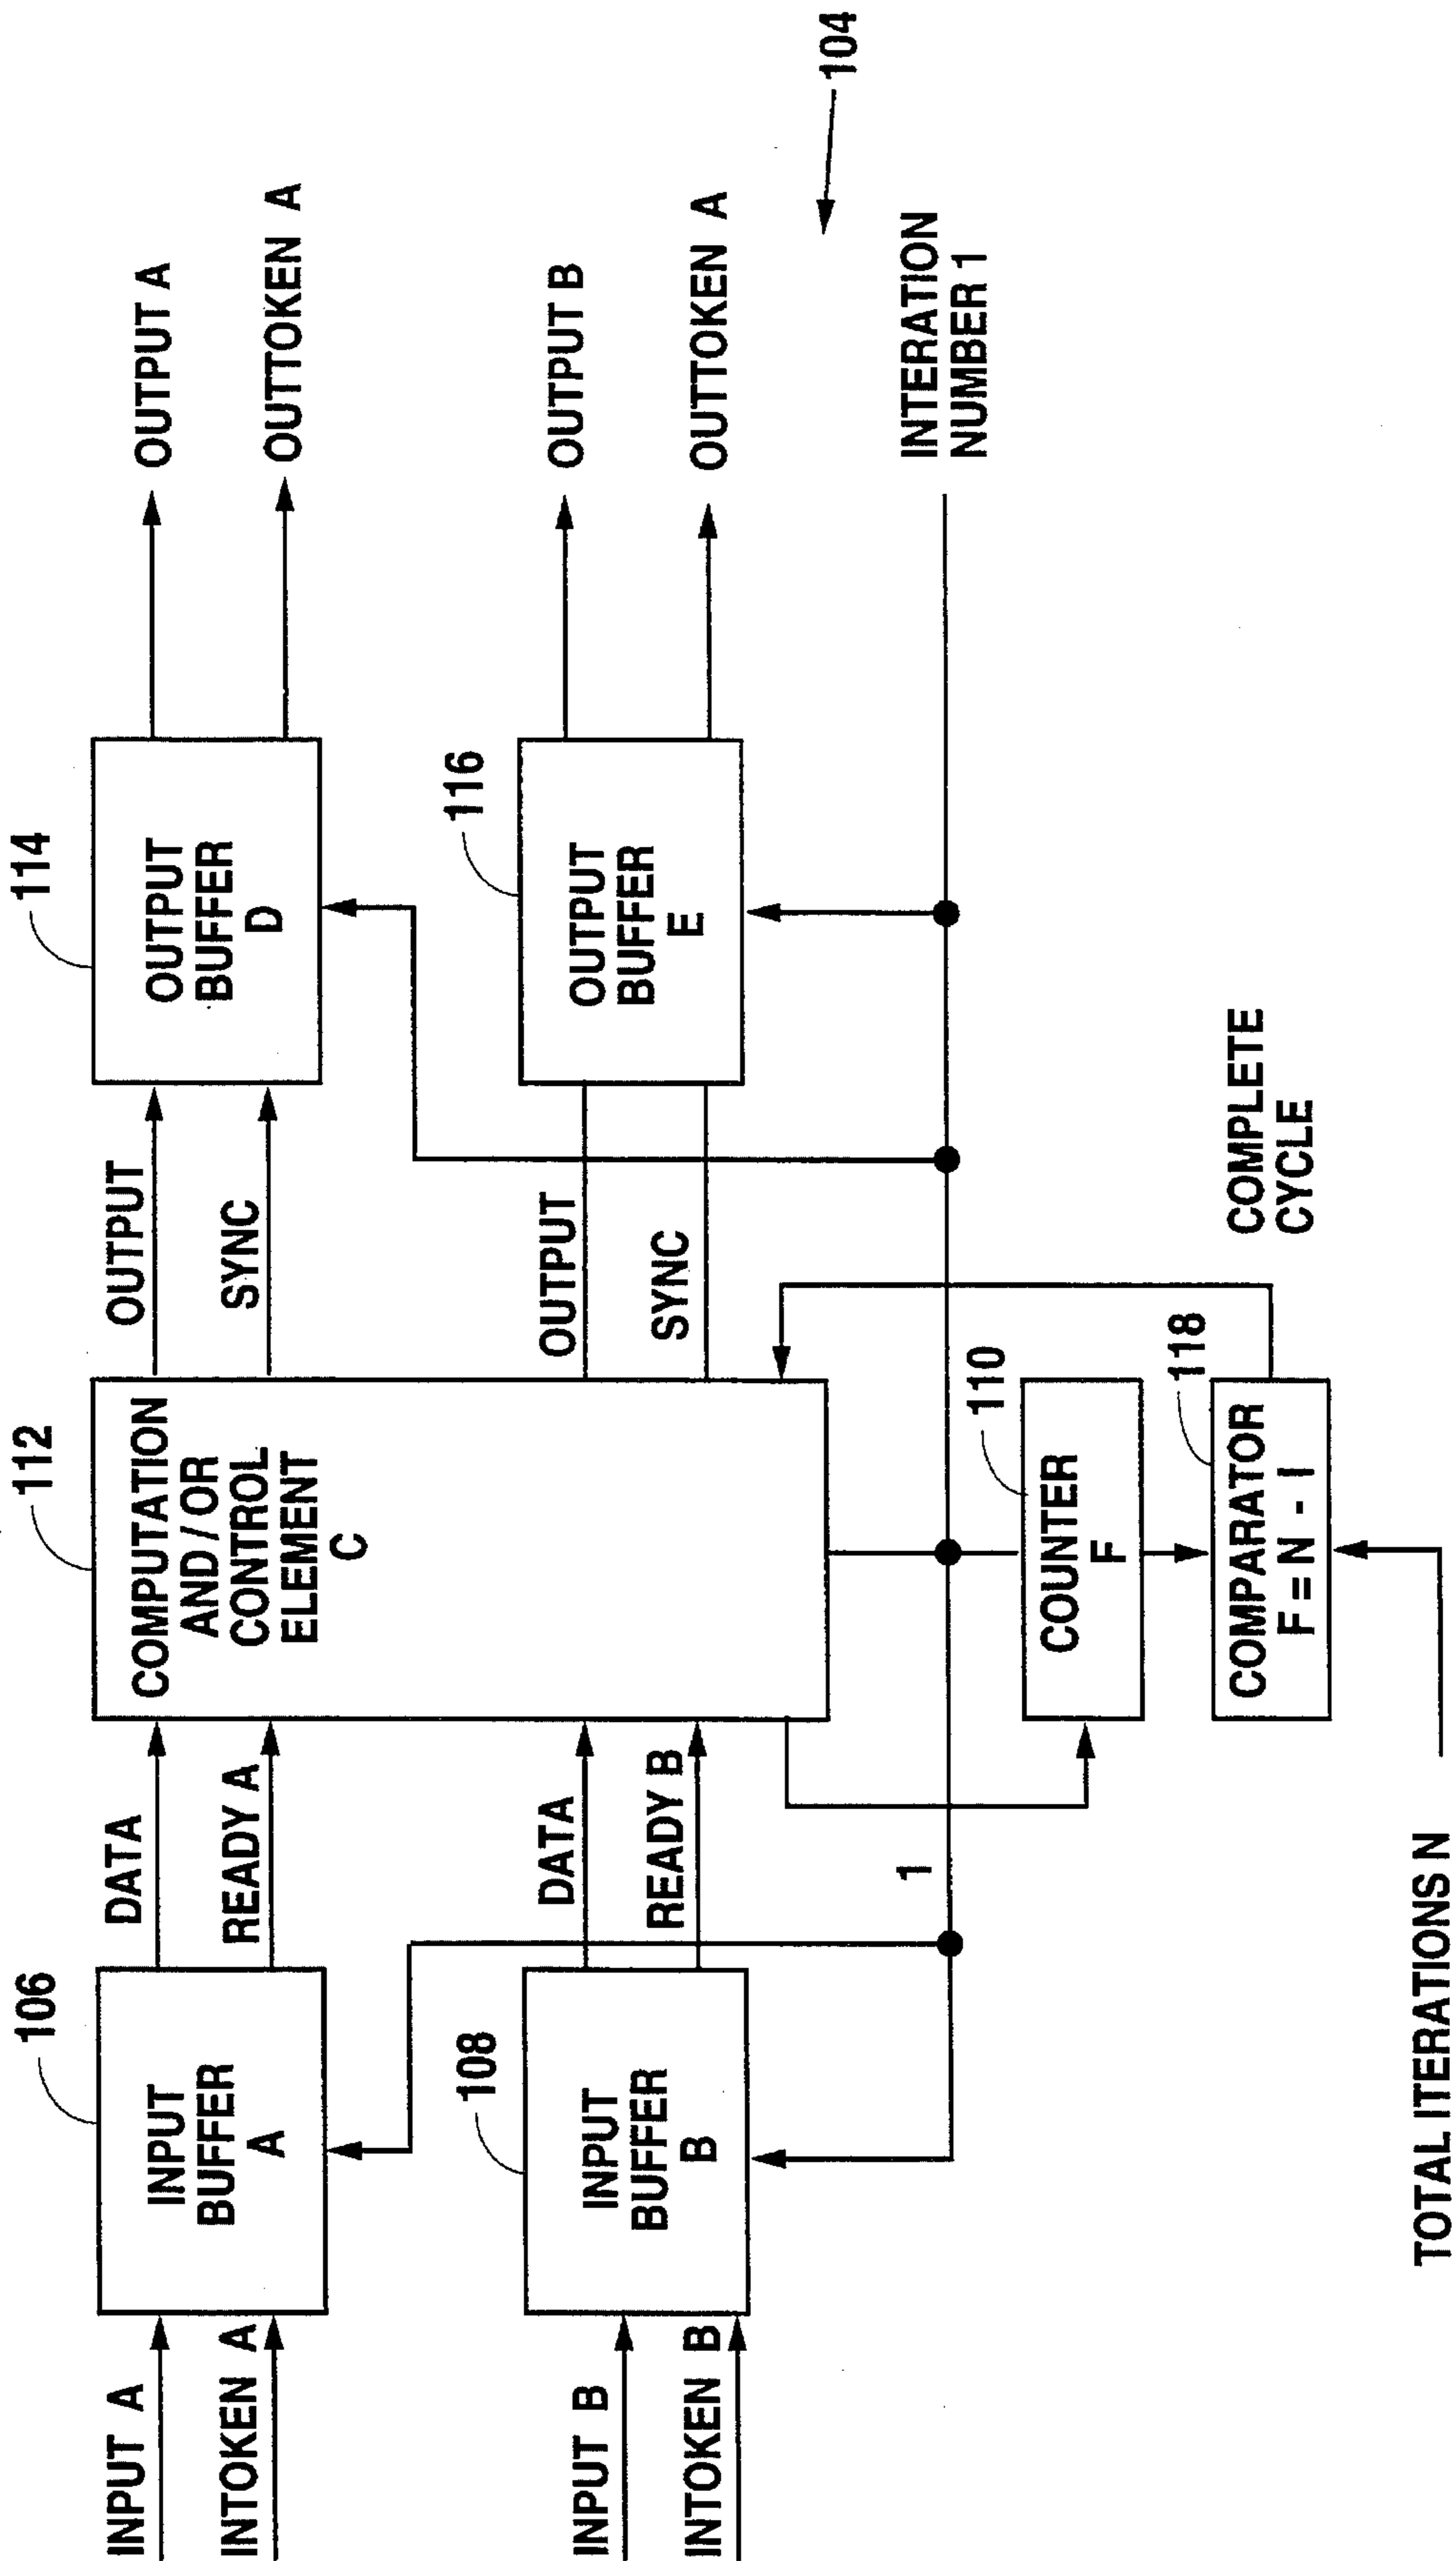 114
OUTPUT A
OUTPUT
BUFFER
D
OUTTOKEN A
116
OUTPUT B
OUTPUT
BUFFER
E
OUTTOKEN A
104
INTERATION
NUMBER 1
112
OUTPUT
SYNC
COMPUTATION
AND / OR
CONTROL
ELEMENT
C
OUTPUT
SYNC
COMPLETE
CYCLE
110
COUNTER
F
118
COMPARATOR
F = N - I
106
DATA
READY A
INPUT
BUFFER
A
INPUT A
INTOKEN A
108
DATA
READY B
INPUT
BUFFER
B
INPUT B
INTOKEN B
1
TOTAL ITERATIONS N